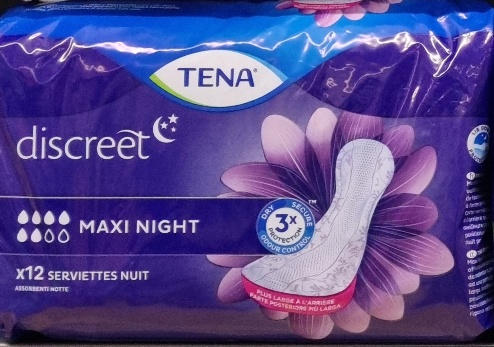 TENA®
discreet
MAXI NIGHT
x12 SERVIETTES NUIT
ASSORBENTI NOTTE
DRY
SECURE
3x
PROTECTION
ODOUR CONTROL
TM
PLUS LARGE À L'ARRIÈRE
PARTE POSTERIORE PIÙ LARGA